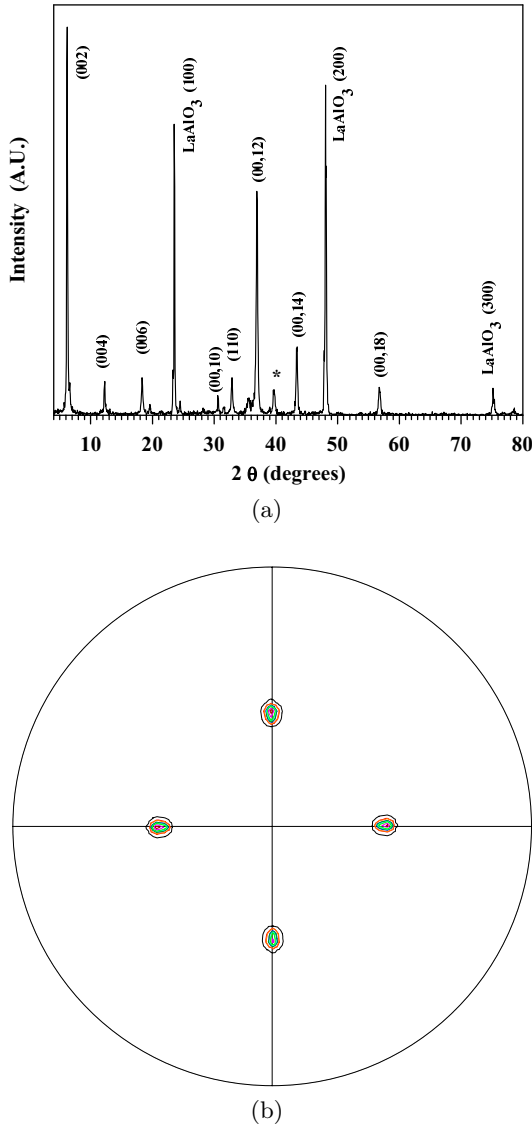 Intensity (A.U.)
(002)
(004)
(006)
LaAlO3 (100)
(00,10)
(110)
(00,12)
*
(00,14)
LaAlO3 (200)
(00,18)
LaAlO3 (300)
10 20 30 40 50 60 70 80
2 θ (degrees)
(a)
(b)